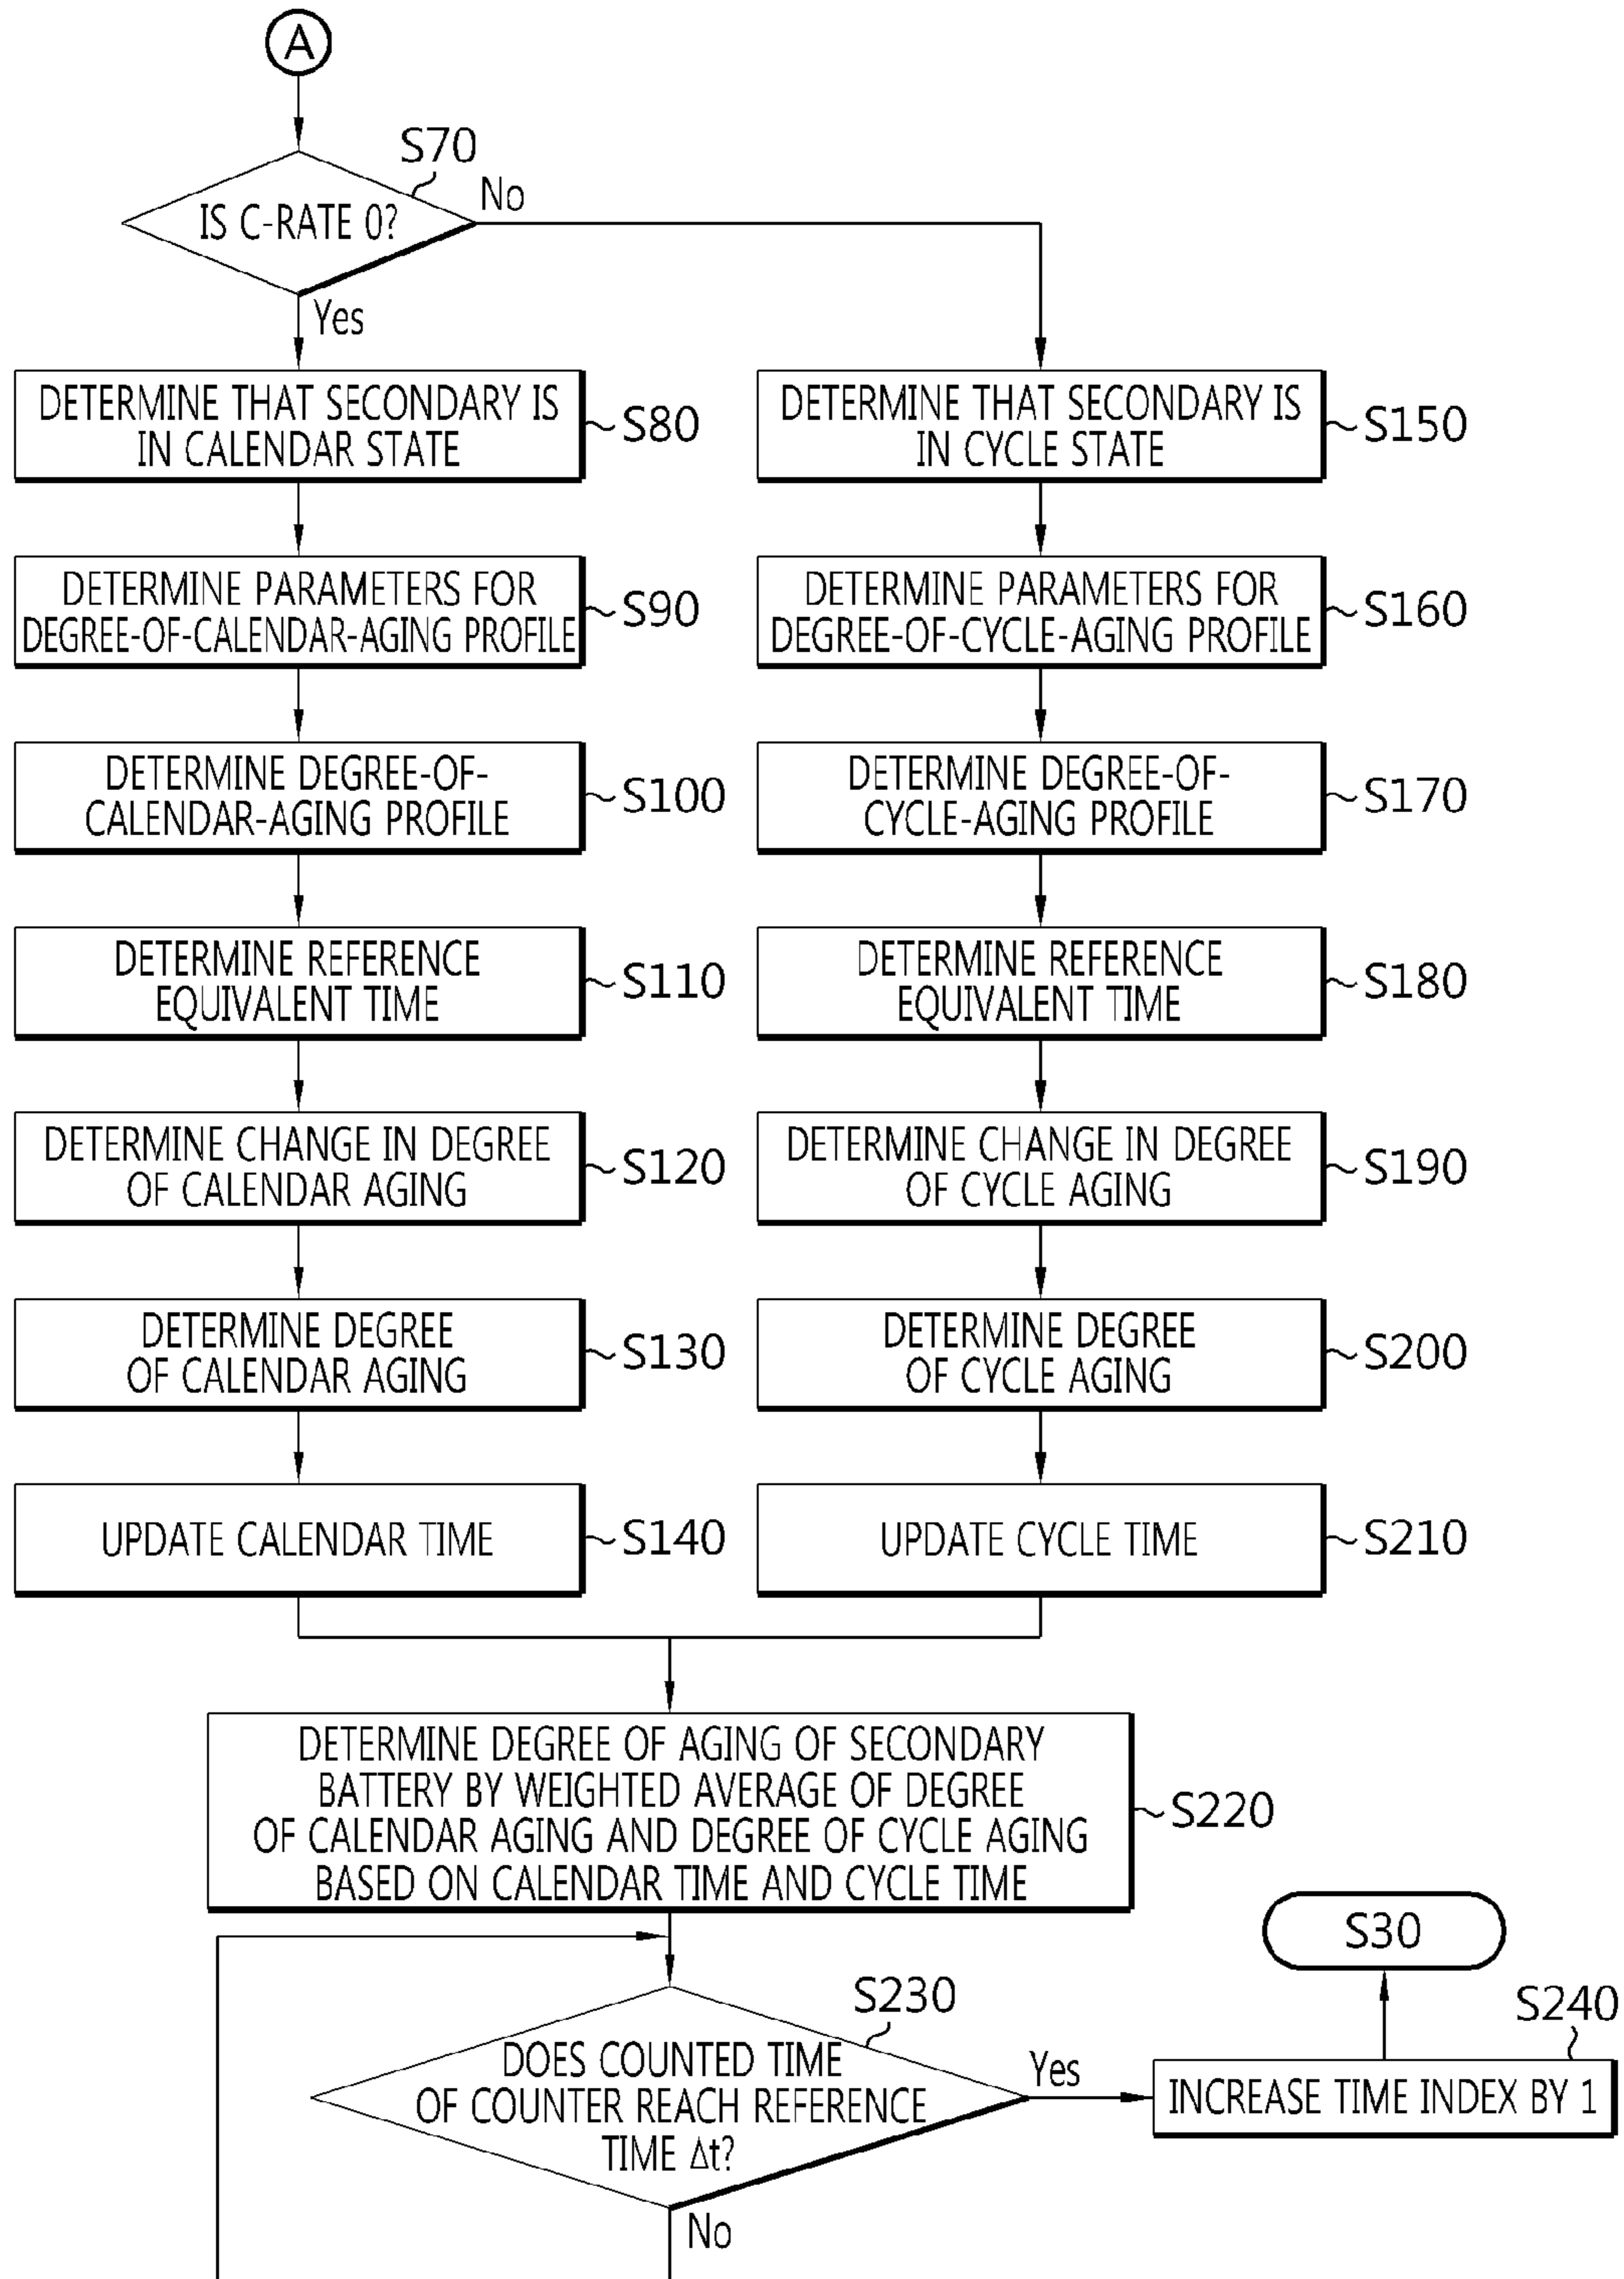 A
S70
IS C-RATE 0?
No
Yes
DETERMINE THAT SECONDARY IS
IN CALENDAR STATE
S80
DETERMINE THAT SECONDARY IS
IN CYCLE STATE
S150
DETERMINE PARAMETERS FOR
DEGREE-OF-CALENDAR-AGING PROFILE
S90
DETERMINE PARAMETERS FOR
DEGREE-OF-CYCLE-AGING PROFILE
S160
DETERMINE DEGREE-OF-
CALENDAR-AGING PROFILE
S100
DETERMINE DEGREE-OF-
CYCLE-AGING PROFILE
S170
DETERMINE REFERENCE
EQUIVALENT TIME
S110
DETERMINE REFERENCE
EQUIVALENT TIME
S180
DETERMINE CHANGE IN DEGREE
OF CALENDAR AGING
S120
DETERMINE CHANGE IN DEGREE
OF CYCLE AGING
S190
DETERMINE DEGREE
OF CALENDAR AGING
S130
DETERMINE DEGREE
OF CYCLE AGING
S200
UPDATE CALENDAR TIME
S140
UPDATE CYCLE TIME
S210
DETERMINE DEGREE OF AGING OF SECONDARY
BATTERY BY WEIGHTED AVERAGE OF DEGREE
OF CALENDAR AGING AND DEGREE OF CYCLE AGING
BASED ON CALENDAR TIME AND CYCLE TIME
S220
S30
S230
S240
DOES COUNTED TIME
OF COUNTER REACH REFERENCE
TIME Δt?
Yes
INCREASE TIME INDEX BY 1
No